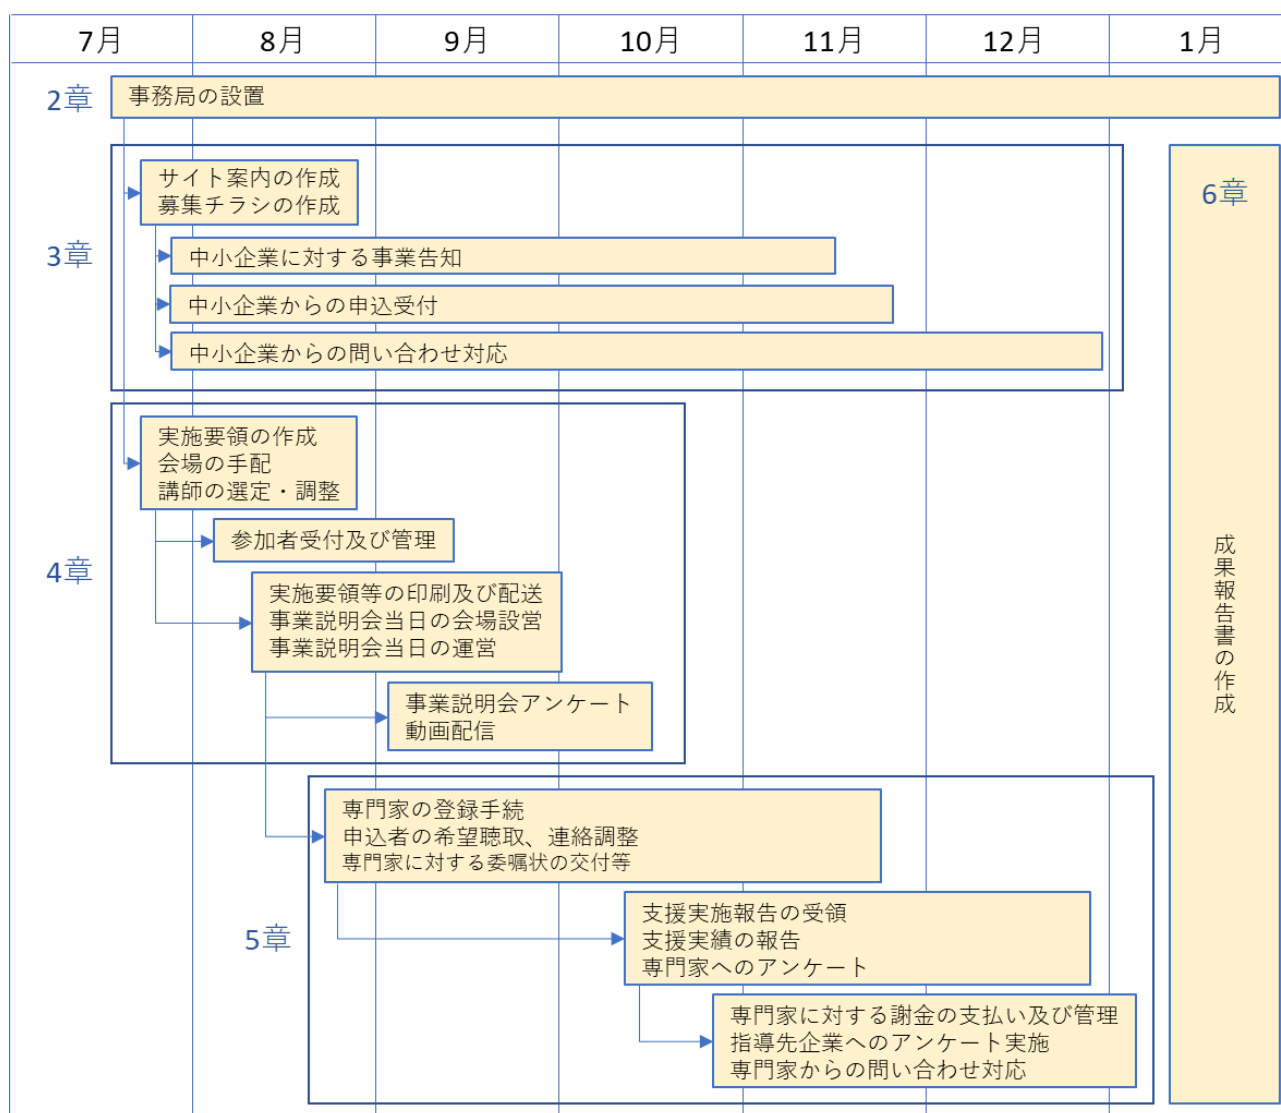 7月 8月 9月 10月 11月 12月 1月
2章
事務局の設置
3章
サイト案内の作成
募集チラシの作成
中小企業に対する事業告知
中小企業からの申込受付
中小企業からの問い合わせ対応
4章
実施要領の作成
会場の手配
講師の選定・調整
参加者受付及び管理
実施要領等の印刷及び配送
事業説明会当日の会場設営
事業説明会当日の運営
事業説明会アンケート
動画配信
5章
専門家の登録手続
申込者の希望聴取、連絡調整
専門家に対する委嘱状の交付等
支援実施報告の受領
支援実績の報告
専門家へのアンケート
専門家に対する謝金の支払い及び管理
指導先企業へのアンケート実施
専門家からの問い合わせ対応
6章
成果報告書の作成